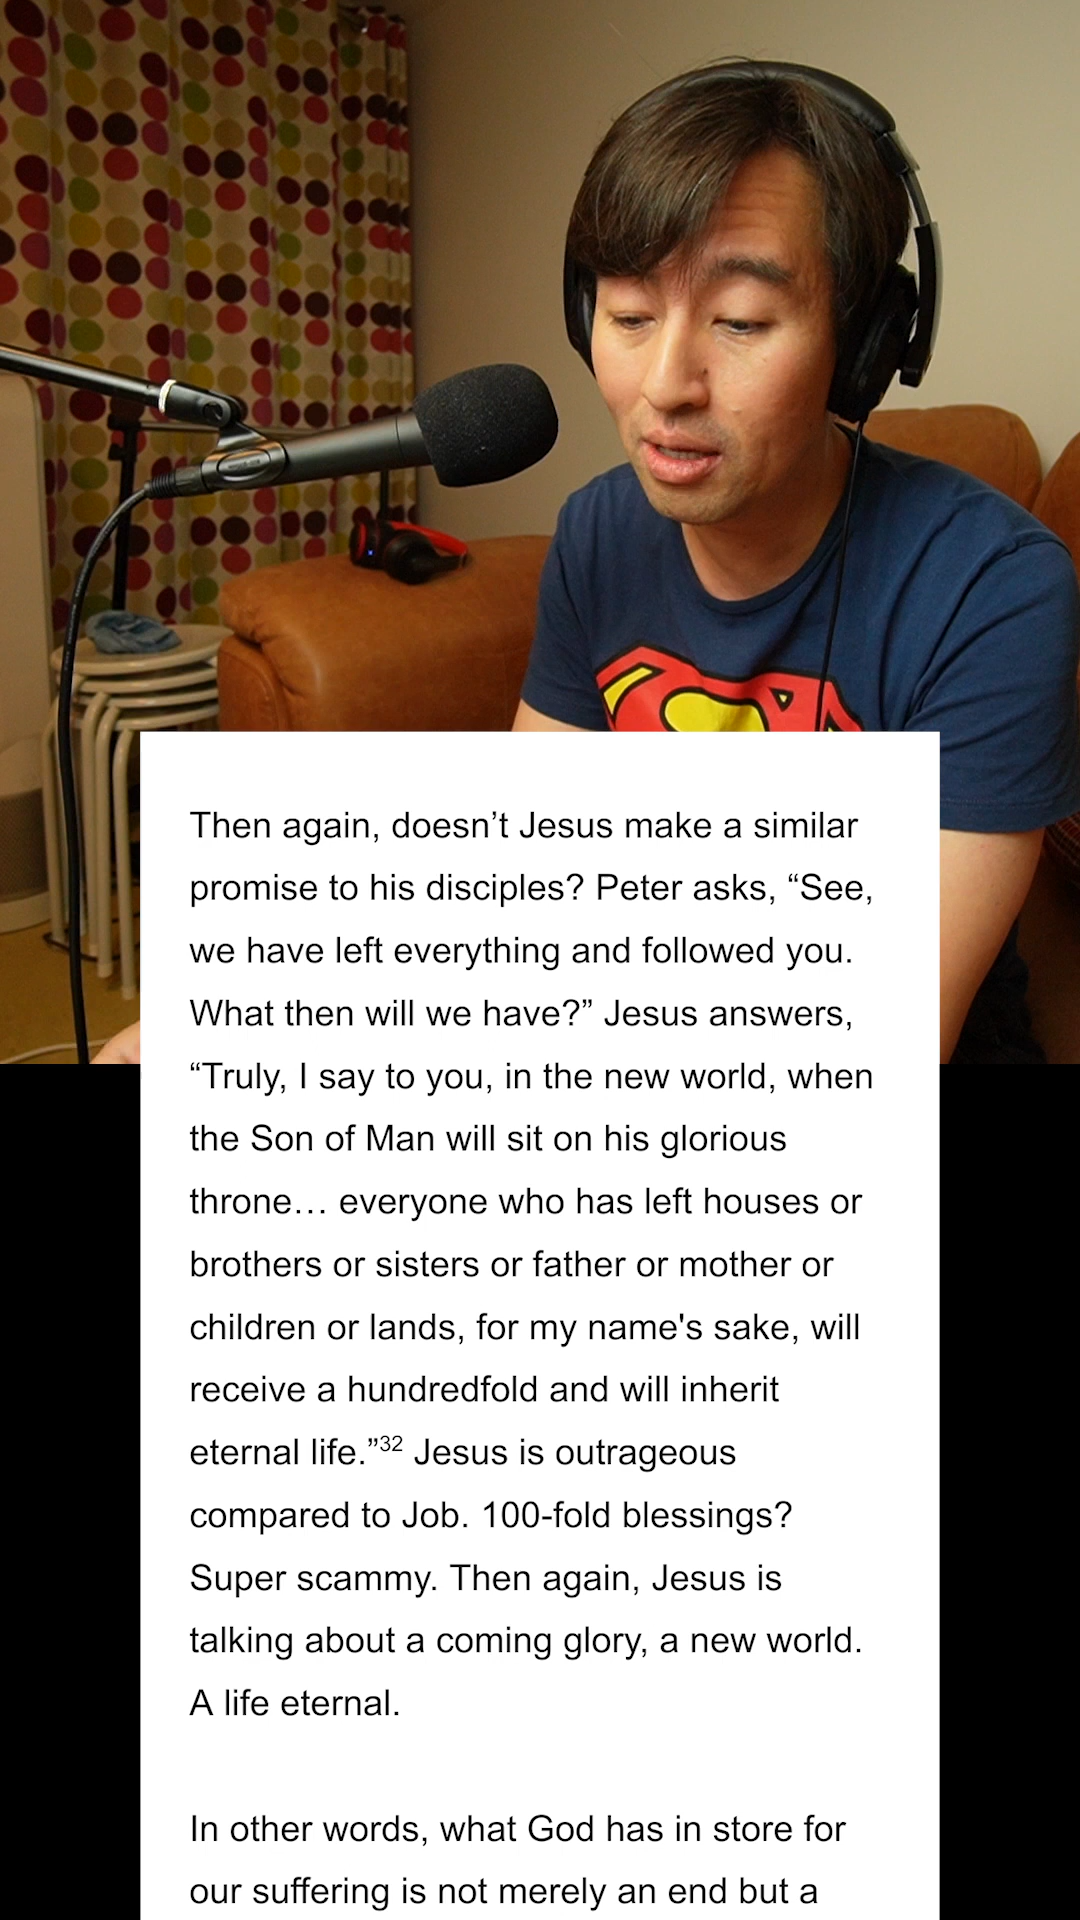 Then again, doesn’t Jesus make a similar
promise to his disciples? Peter asks, “See,
we have left everything and followed you.
What then will we have?” Jesus answers,
“Truly, I say to you, in the new world, when
the Son of Man will sit on his glorious
throne… everyone who has left houses or
brothers or sisters or father or mother or
children or lands, for my name's sake, will
receive a hundredfold and will inherit
eternal life.”32 Jesus is outrageous
compared to Job. 100-fold blessings?
Super scammy. Then again, Jesus is
talking about a coming glory, a new world.
A life eternal.
In other words, what God has in store for
our suffering is not merely an end but a